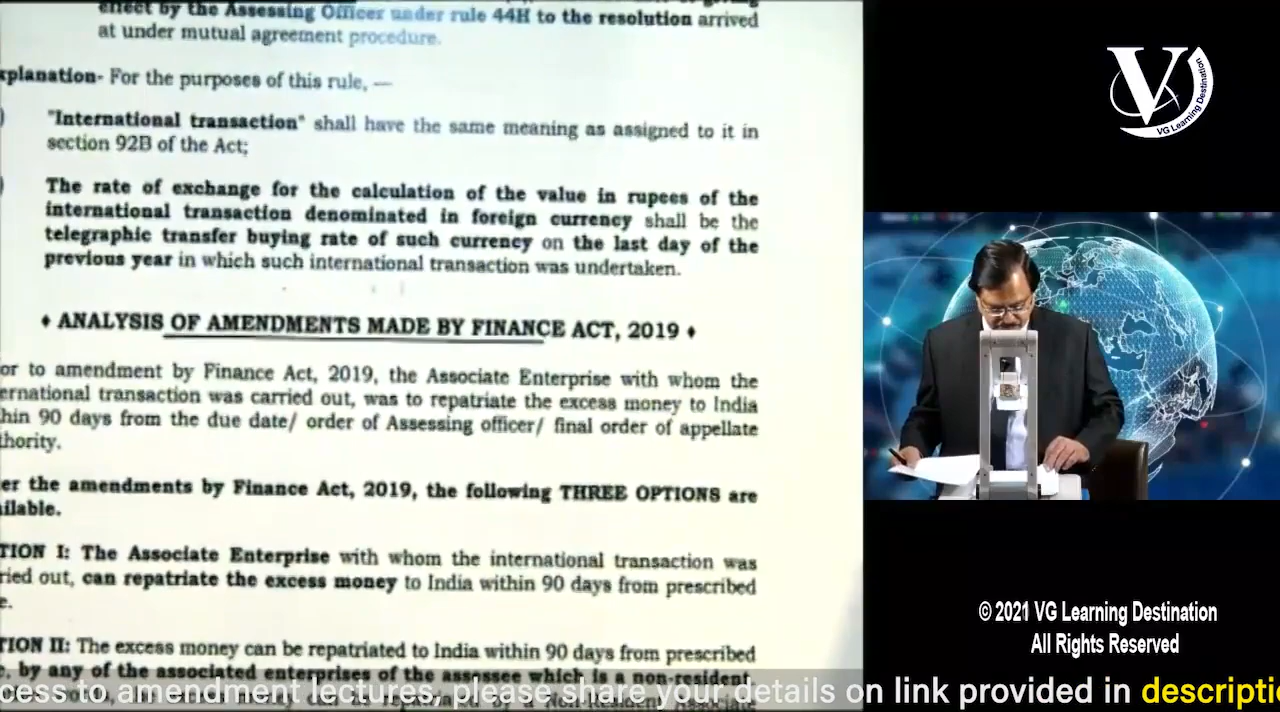 effect by the Assessing Officer under rule 44H to the resolution arrived
at under mutual agreement procedure.
xplanation- For the purposes of this rule, —
"International transaction" shall have the same meaning as assigned to it in
section 92B of the Act;
The rate of exchange for the calculation of the value in rupees of the
international transaction denominated in foreign currency shall be the
telegraphic transfer buying rate of such currency on the last day of the
previous year in which such international transaction was undertaken.
♦ ANALYSIS OF AMENDMENTS MADE BY FINANCE ACT, 2019 ♦
or to amendment by Finance Act, 2019, the Associate Enterprise with whom the
ernational transaction was carried out, was to repatriate the excess money to India
hin 90 days from the due date/ order of Assessing officer/ final order of appellate
thority.
er the amendments by Finance Act, 2019, the following THREE OPTIONS are
ilable.
TION I: The Associate Enterprise with whom the international transaction was
ried out, can repatriate the excess money to India within 90 days from prescribed
e.
TION II: The excess money can be repatriated to India within 90 days from prescribed
e, by any of the associated enterprises of the assessee which is a non-resident
cess to amendment lectures, please share your details on link provided in descripti
V
VG Learning Destination
© 2021 VG Learning Destination
All Rights Reserved